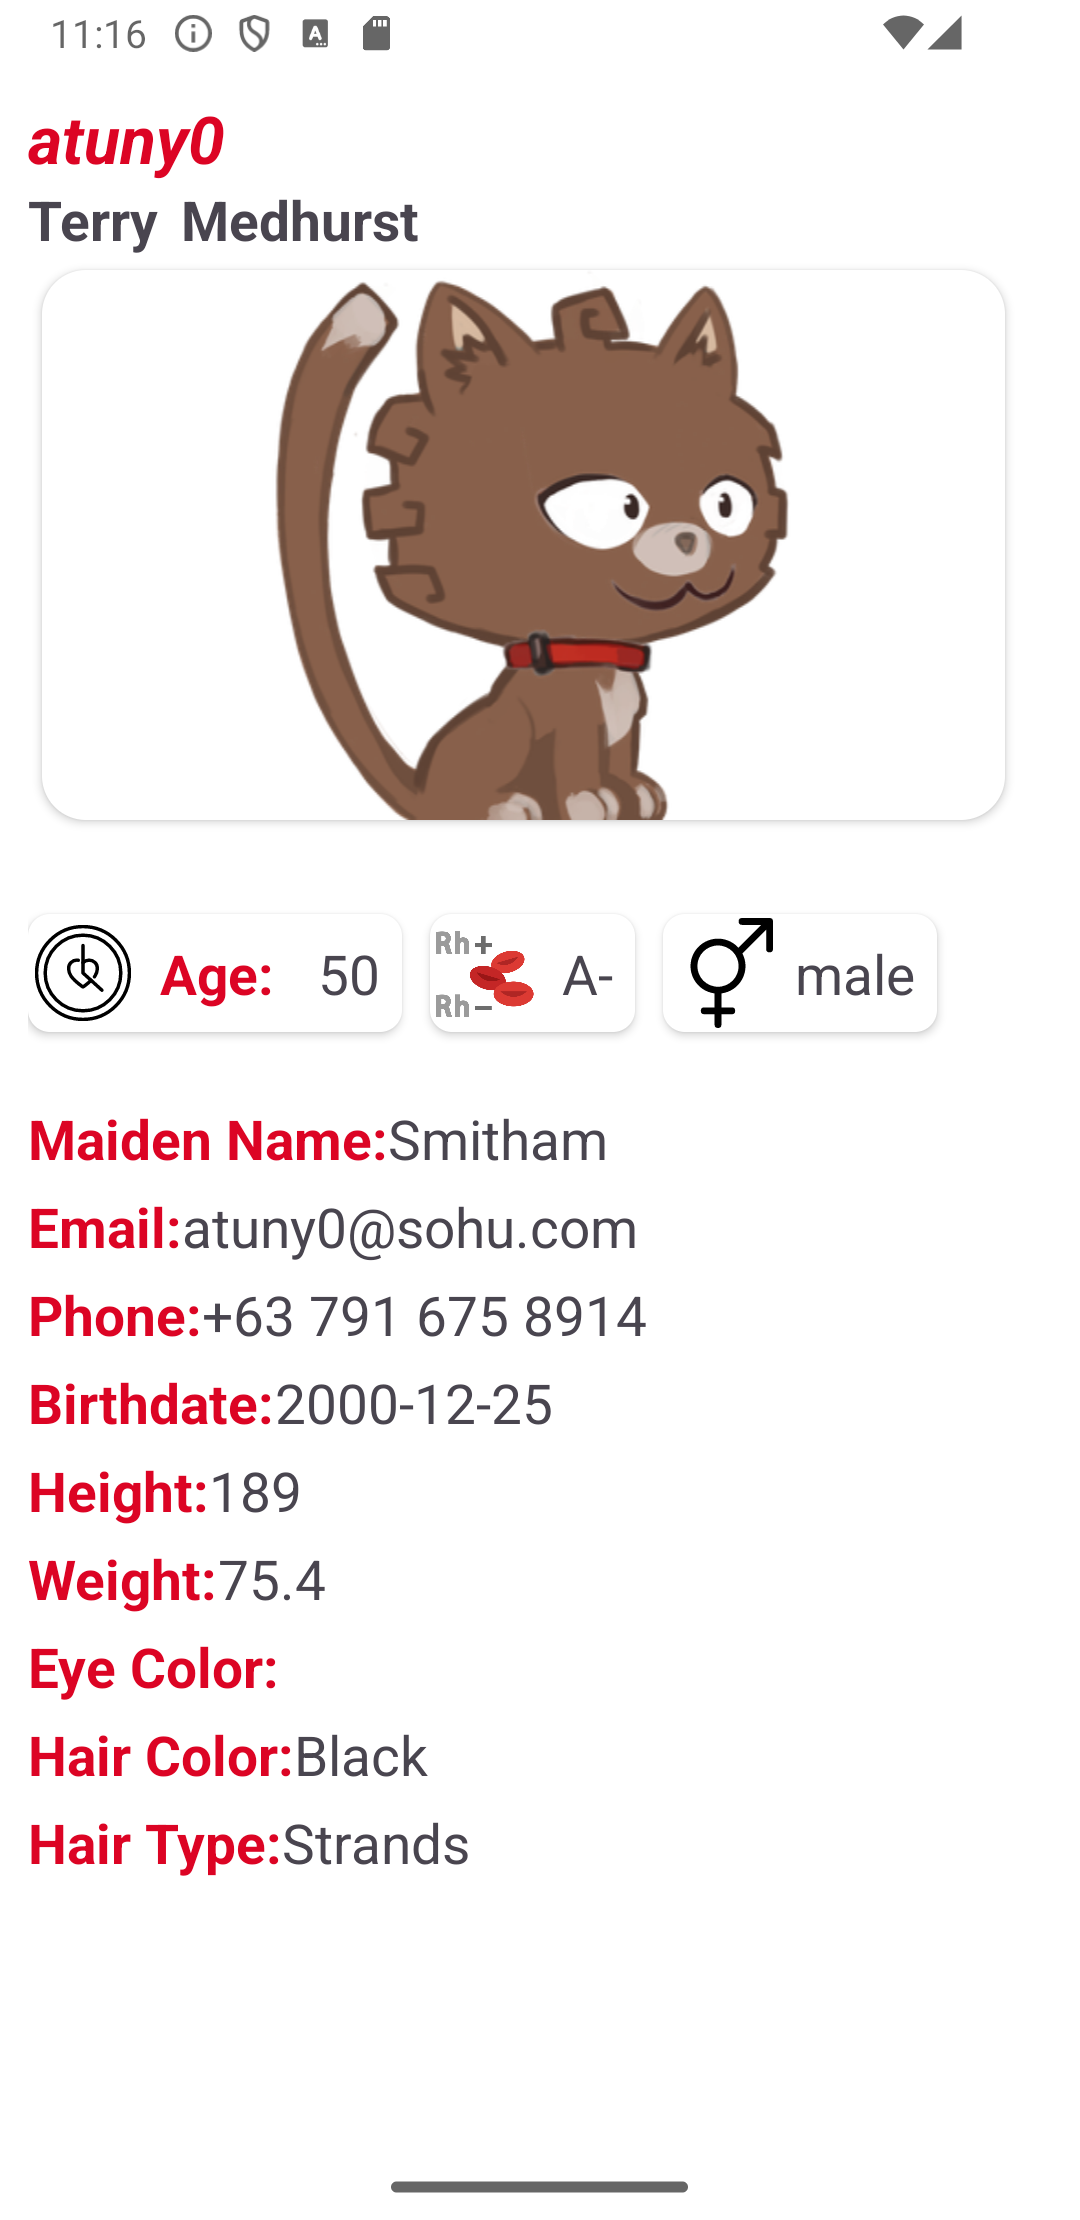 11:16
atuny0
Terry Medhurst
Rh+
Rh−
Age: 50
A-
male
Maiden Name:Smitham
Email:atuny0@sohu.com
Phone:+63 791 675 8914
Birthdate:2000-12-25
Height:189
Weight:75.4
Eye Color:
Hair Color:Black
Hair Type:Strands